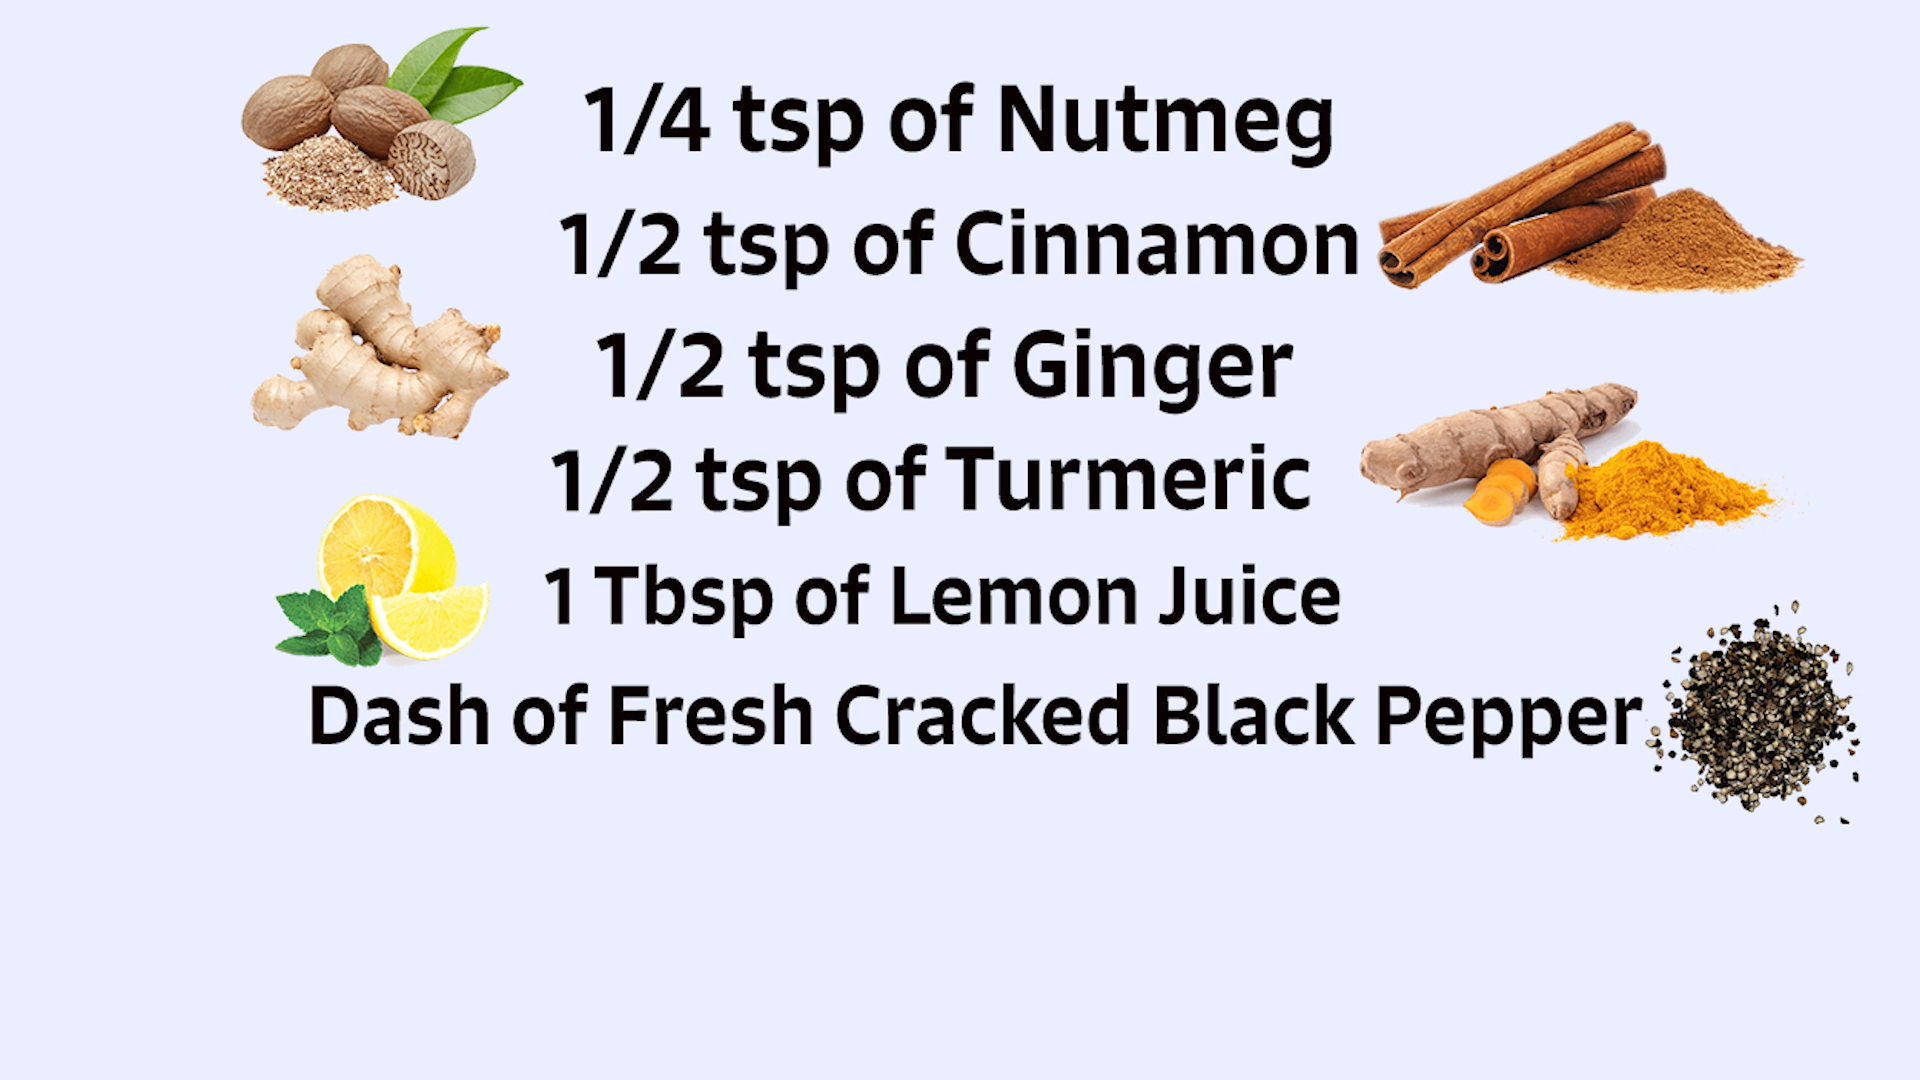 1/4 tsp of Nutmeg
1/2 tsp of Cinnamon
1/2 tsp of Ginger
1/2 tsp of Turmeric
1 Tbsp of Lemon Juice
Dash of Fresh Cracked Black Pepper